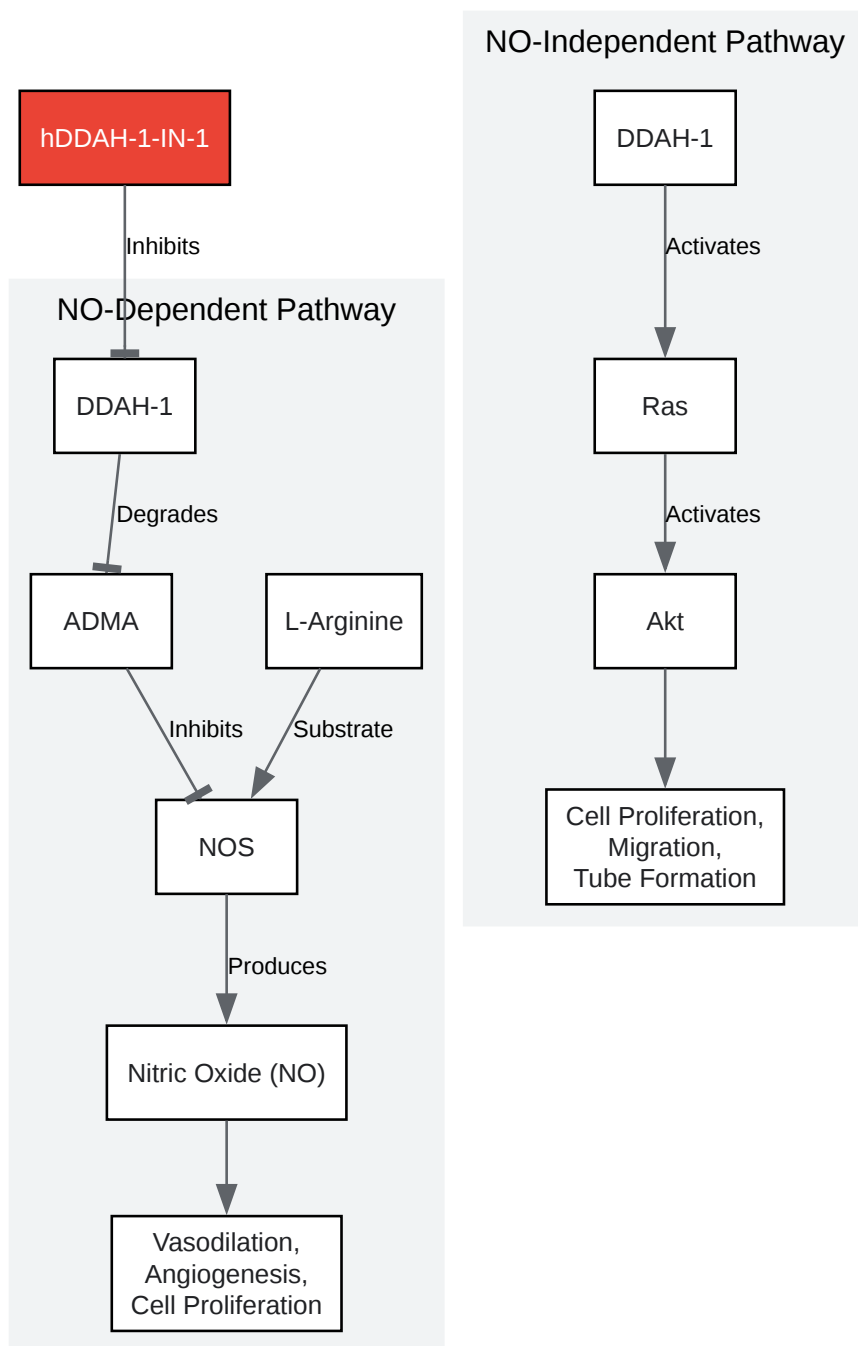 NO-Independent Pathway
hDDAH-1-IN-1
DDAH-1
Inhibits
Activates
NO-Dependent Pathway
DDAH-1
Ras
Degrades
Activates
ADMA
L-Arginine
Akt
Inhibits
Substrate
NOS
Cell Proliferation,
Migration,
Tube Formation
Produces
Nitric Oxide (NO)
Vasodilation,
Angiogenesis,
Cell Proliferation